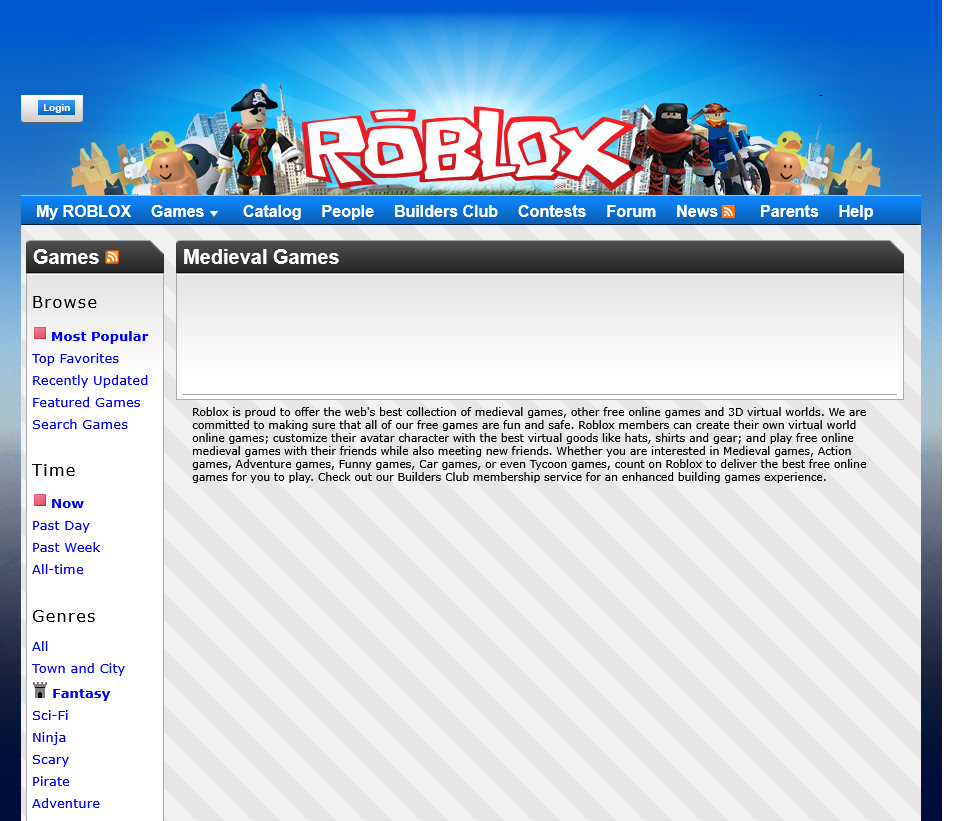 Login
RŌBLOX
My ROBLOX Games Catalog People Builders Club Contests Forum News Parents Help
Games
Browse
Most Popular
Top Favorites
Recently Updated
Featured Games
Search Games
Time
Now
Past Day
Past Week
All-time
Genres
All
Town and City
Fantasy
Sci-Fi
Ninja
Scary
Pirate
Adventure
Medieval Games
Roblox is proud to offer the web's best collection of medieval games, other free online games and 3D virtual worlds. We are
committed to making sure that all of our free games are fun and safe. Roblox members can create their own virtual world
online games; customize their avatar character with the best virtual goods like hats, shirts and gear; and play free online
medieval games with their friends while also meeting new friends. Whether you are interested in Medieval games, Action
games, Adventure games, Funny games, Car games, or even Tycoon games, count on Roblox to deliver the best free online
games for you to play. Check out our Builders Club membership service for an enhanced building games experience.